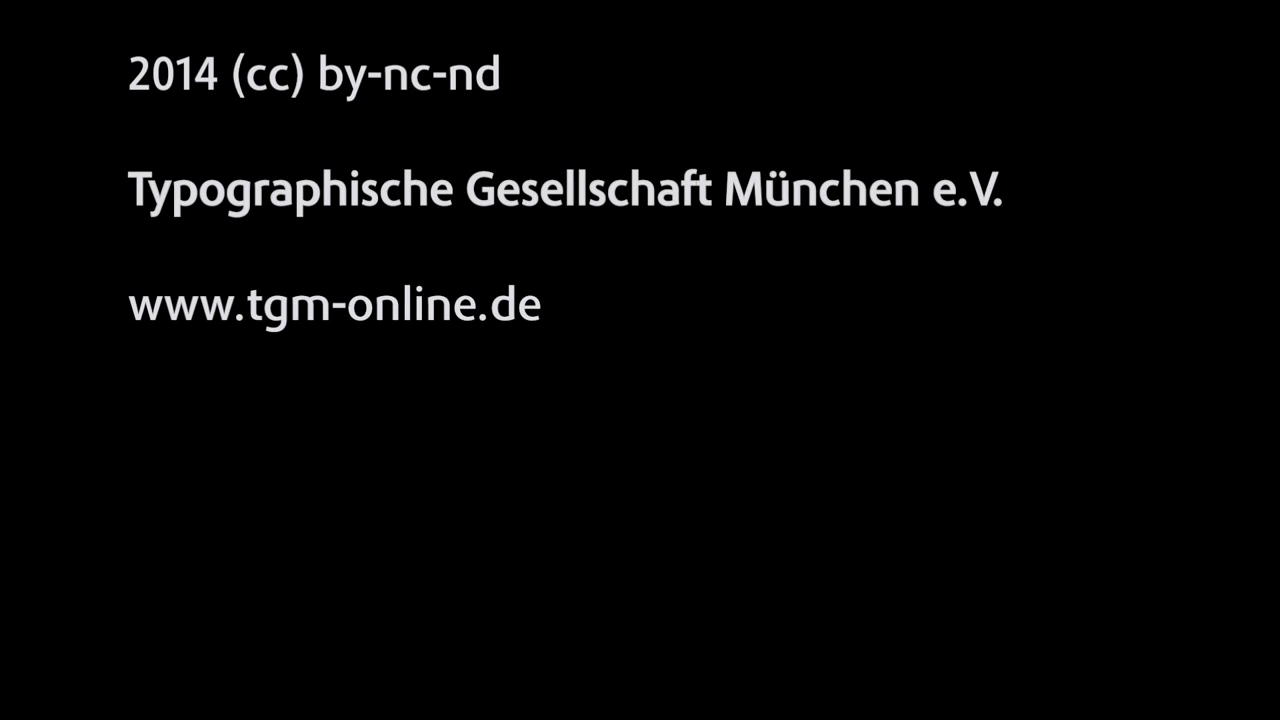 2014 (cc) by-nc-nd
Typographische Gesellschaft München e.V.
www.tgm-online.de